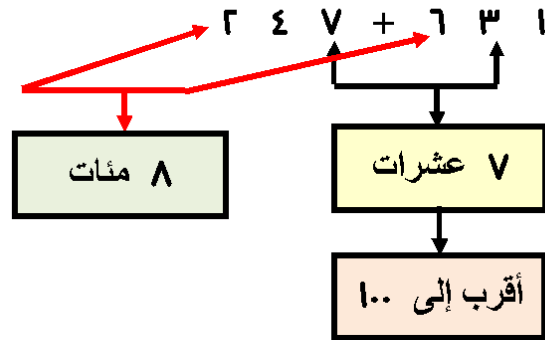 ٢ ٤ ٧ + ٦ ٣ ١
٨ مئات
٧ عشرات
أقرب إلى ١٠٠